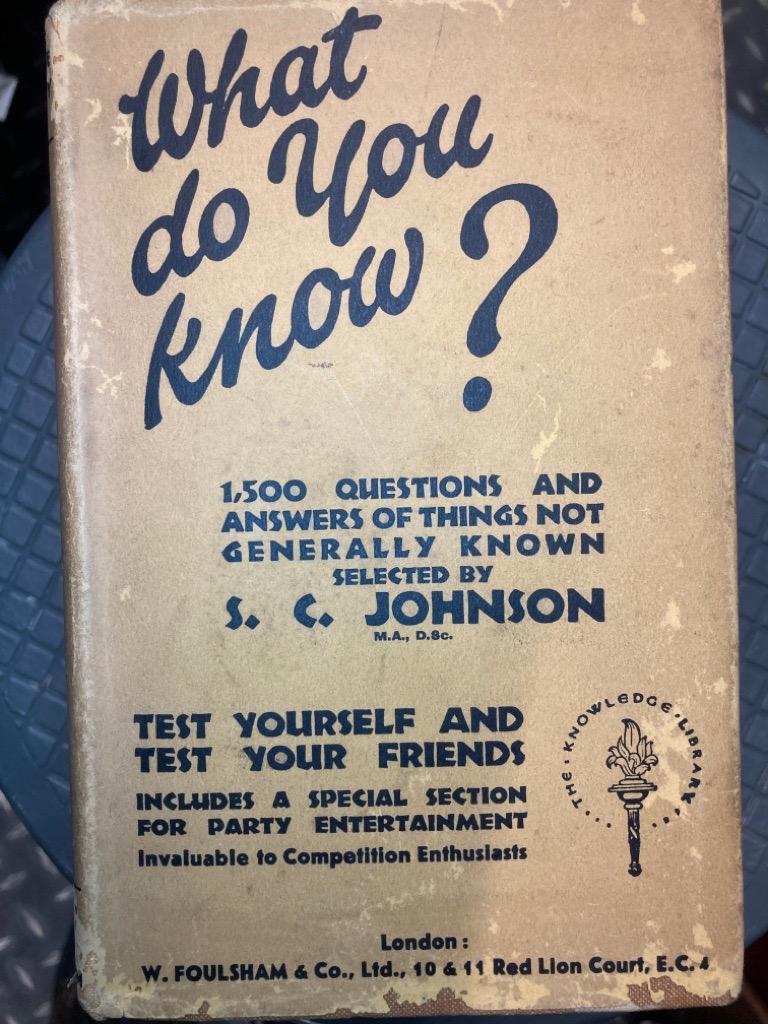 What
do You
know?
1,500 QUESTIONS AND
ANSWERS OF THINGS NOT
GENERALLY KNOWN
SELECTED BY
S. C. JOHNSON
M.A., D.Sc.
TEST YOURSELF AND
TEST YOUR FRIENDS
INCLUDES A SPECIAL SECTION
FOR PARTY ENTERTAINMENT
Invaluable to Competition Enthusiasts
·THE·KNOWLEDGE·LIBRARY·
London:
W. FOULSHAM & Co., Ltd., 10 & 11 Red Lion Court, E.C. 4